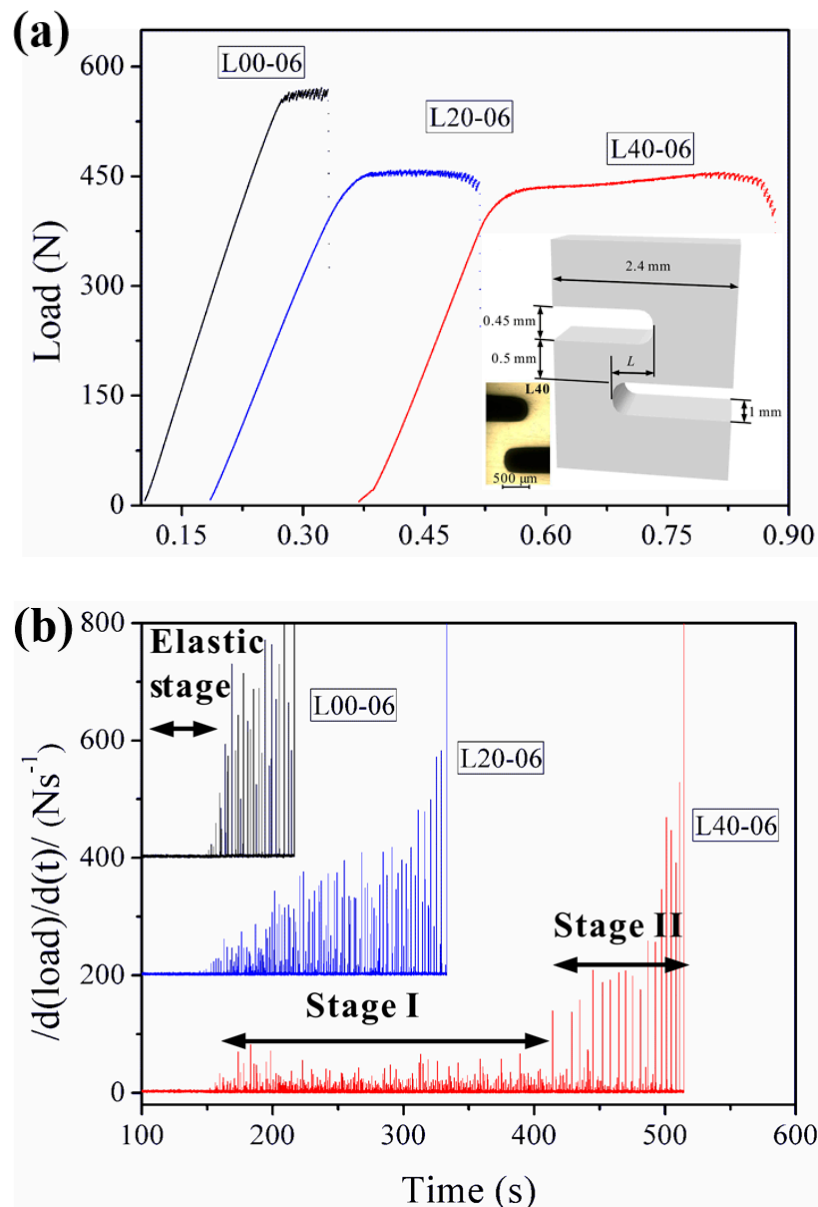 (a)
600
450
300
150
0
Load (N)
L00-06
L20-06
L40-06
2.4 mm
0.45 mm
0.5 mm
L
L40
1 mm
500 μm
0.15
0.30
0.45
0.60
0.75
0.90
(b)
800
600
400
200
0
/d(load)/d(t)/ (Ns⁻¹)
Elastic
stage
L00-06
L20-06
L40-06
Stage II
Stage I
100
200
300
400
500
600
Time (s)